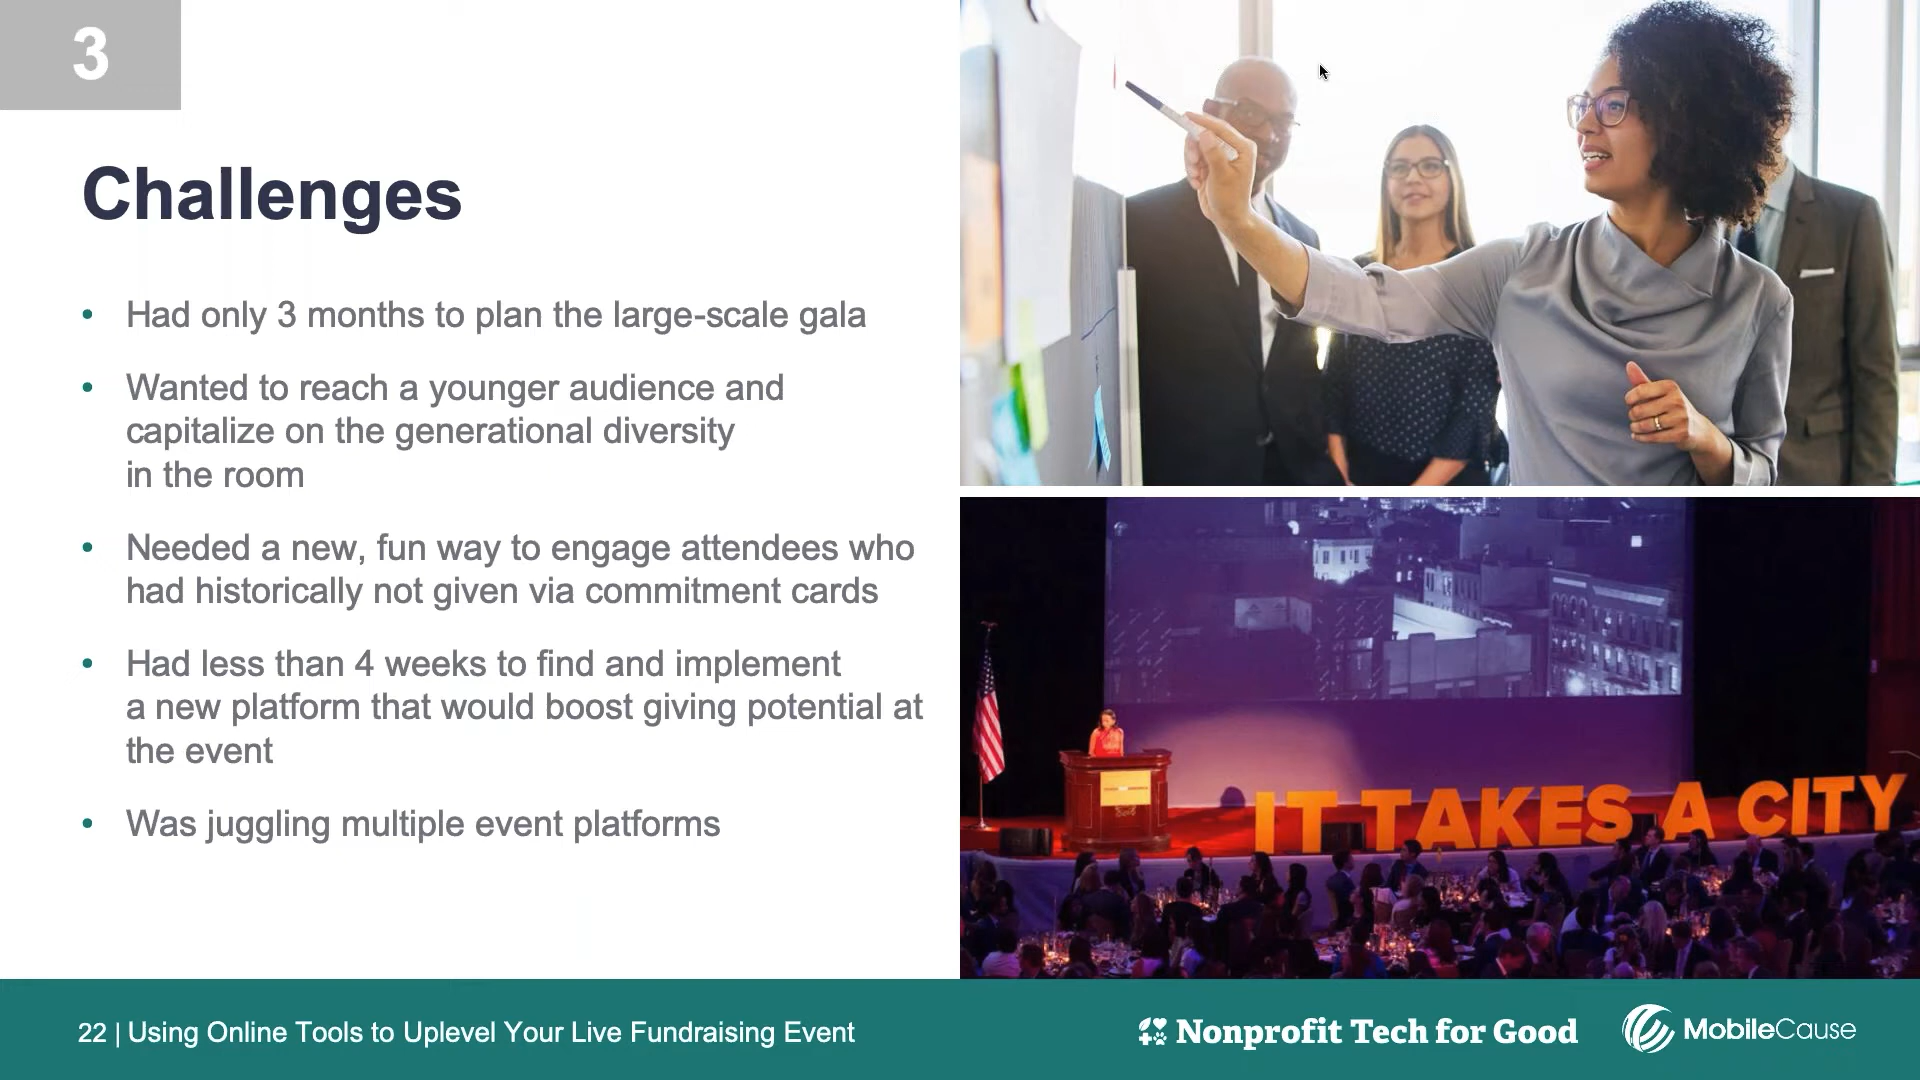 3
Challenges
• Had only 3 months to plan the large-scale gala
• Wanted to reach a younger audience and
capitalize on the generational diversity
in the room
• Needed a new, fun way to engage attendees who
had historically not given via commitment cards
• Had less than 4 weeks to find and implement
a new platform that would boost giving potential at
the event
• Was juggling multiple event platforms
IT TAKES A CITY
22 | Using Online Tools to Uplevel Your Live Fundraising Event
Nonprofit Tech for Good
MobileCause